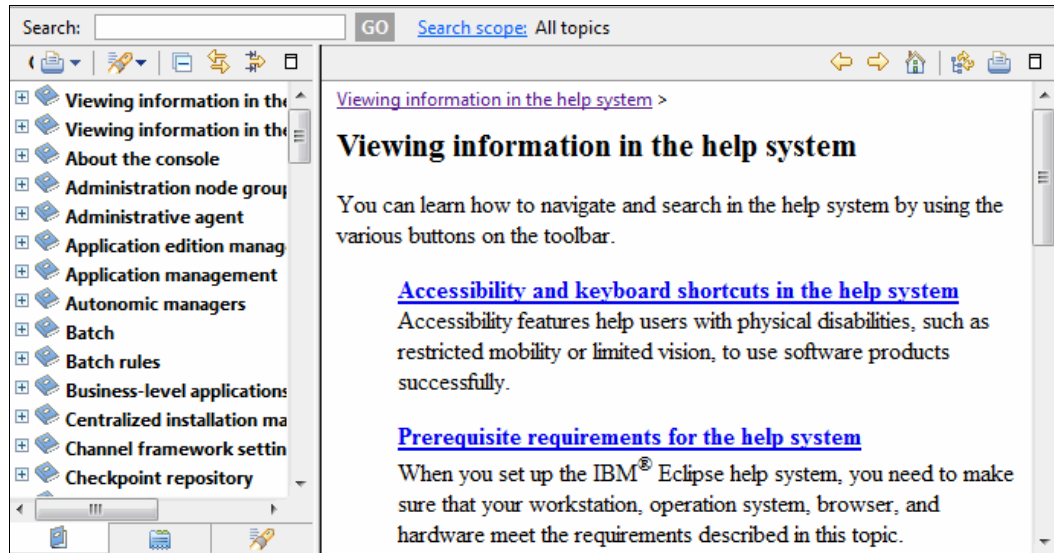 Search:
GO
Search scope: All topics
Viewing information in the
Viewing information in the
About the console
Administration node group
Administrative agent
Application edition manag
Application management
Autonomic managers
Batch
Batch rules
Business-level applications
Centralized installation ma
Channel framework settin
Checkpoint repository
Viewing information in the help system >
Viewing information in the help system
You can learn how to navigate and search in the help system by using the
various buttons on the toolbar.
Accessibility and keyboard shortcuts in the help system
Accessibility features help users with physical disabilities, such as
restricted mobility or limited vision, to use software products
successfully.
Prerequisite requirements for the help system
When you set up the IBM® Eclipse help system, you need to make
sure that your workstation, operation system, browser, and
hardware meet the requirements described in this topic.